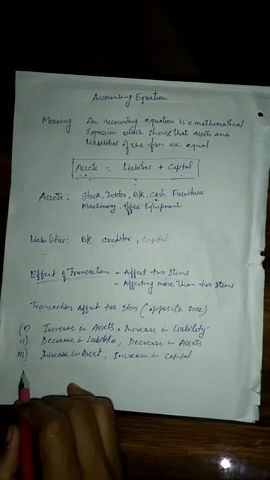 Accounting Equation
Meaning An accounting equation is a mathematical
Expression which shows that assets and
Liabilities of the firm are equal
Assets = Liabilities + Capital
Assets: Stock, Debtor, B/R, Cash Furniture
Machinery, office Equipment
Liabilities: B/P, creditor, Capital
Effect of Transaction - Affect two Items
- Affecting more than two Items
Transaction Affect two Item (opposite side)
(i) Increase in Assets, Increase in Liability
ii) Decrease in Liability, Decrease in Assets
iii) Increase in Asset, Increase in Capital